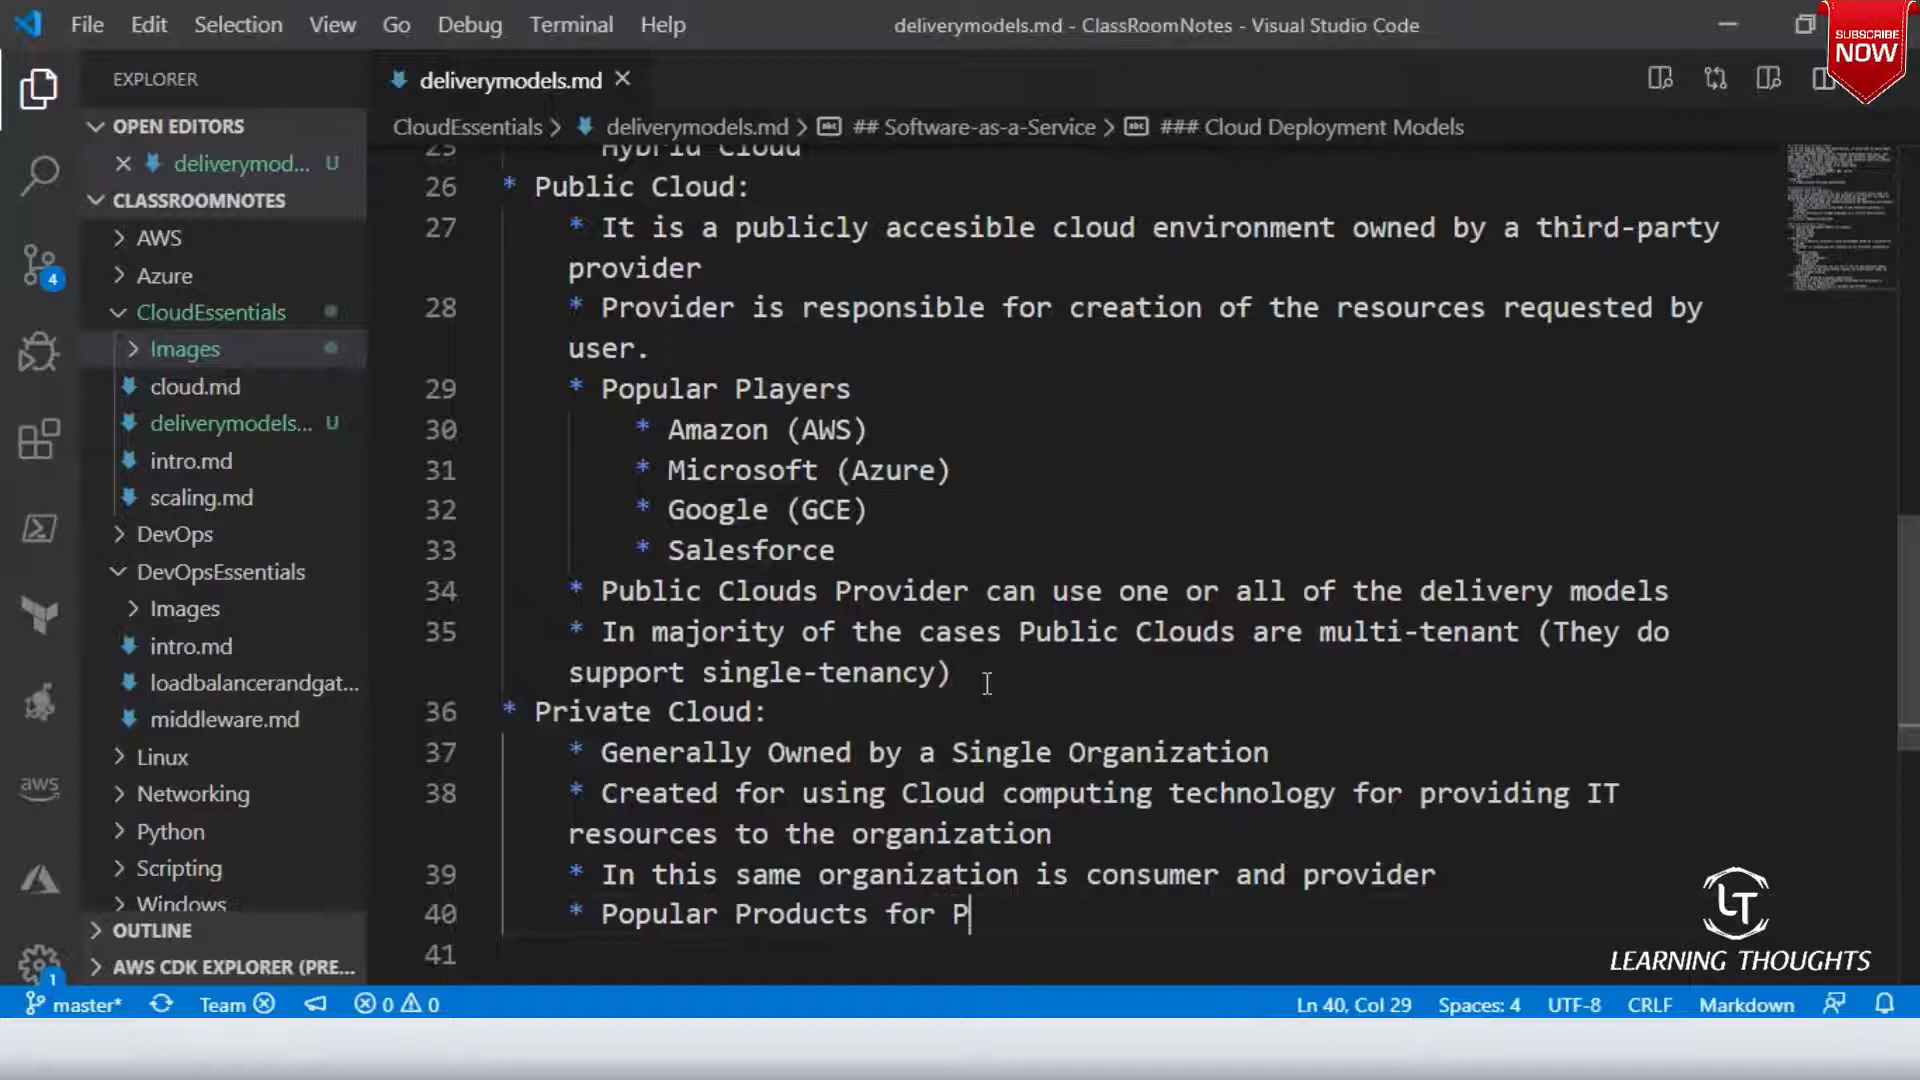 File Edit Selection View Go Debug Terminal Help deliverymodels.md - ClassRoomNotes - Visual Studio Code
SUBSCRIBE
NOW
EXPLORER
deliverymodels.md
OPEN EDITORS
deliverymod... U
CLASSROOMNOTES
AWS
Azure
CloudEssentials
Images
cloud.md
deliverymodels... U
intro.md
scaling.md
DevOps
DevOpsEssentials
Images
intro.md
loadbalancerandgat...
middleware.md
Linux
Networking
Python
Scripting
Windows
OUTLINE
AWS CDK EXPLORER (PRE...
4
aws
1
CloudEssentials > deliverymodels.md > ## Software-as-a-Service > ### Cloud Deployment Models
25 Hybrid Cloud
26 * Public Cloud:
27 * It is a publicly accesible cloud environment owned by a third-party
provider
28 * Provider is responsible for creation of the resources requested by
user.
29 * Popular Players
30 * Amazon (AWS)
31 * Microsoft (Azure)
32 * Google (GCE)
33 * Salesforce
34 * Public Clouds Provider can use one or all of the delivery models
35 * In majority of the cases Public Clouds are multi-tenant (They do
support single-tenancy)
36 * Private Cloud:
37 * Generally Owned by a Single Organization
38 * Created for using Cloud computing technology for providing IT
resources to the organization
39 * In this same organization is consumer and provider
40 * Popular Products for P
41
LT
LEARNING THOUGHTS
master* Team 0 0 Ln 40, Col 29 Spaces: 4 UTF-8 CRLF Markdown